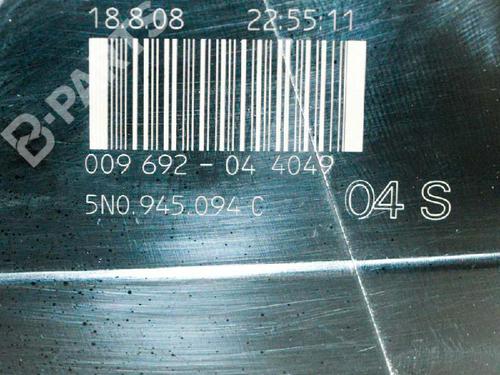 18.8.08 22.55.11
B-PARTS
009 692 - 04 4049
5N0.945.094 C
04 S